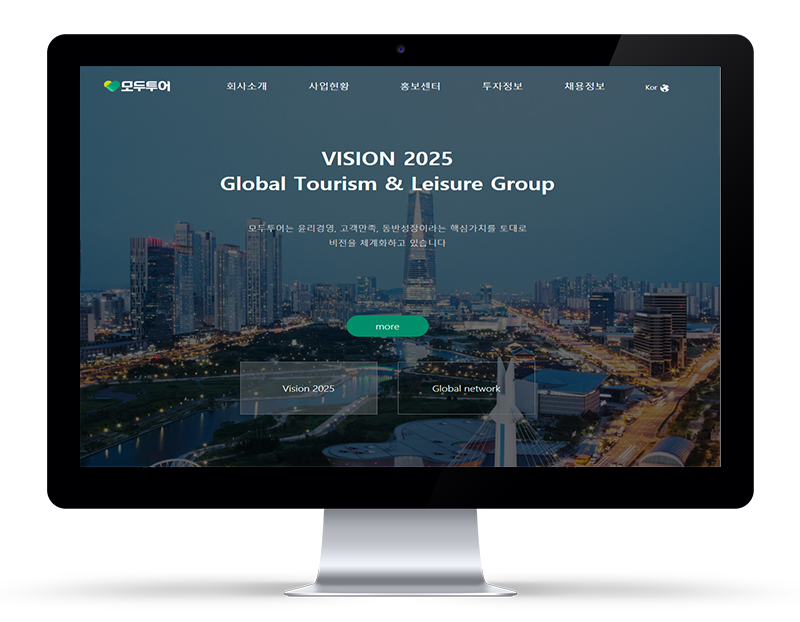 모두투어
회사소개 사업현황 홍보센터 투자정보 채용정보 Kor
VISION 2025
Global Tourism & Leisure Group
모두투어는 윤리경영, 고객만족, 동반성장이라는 핵심가치를 토대로
비전을 체계화하고 있습니다
more
Vision 2025 Global network